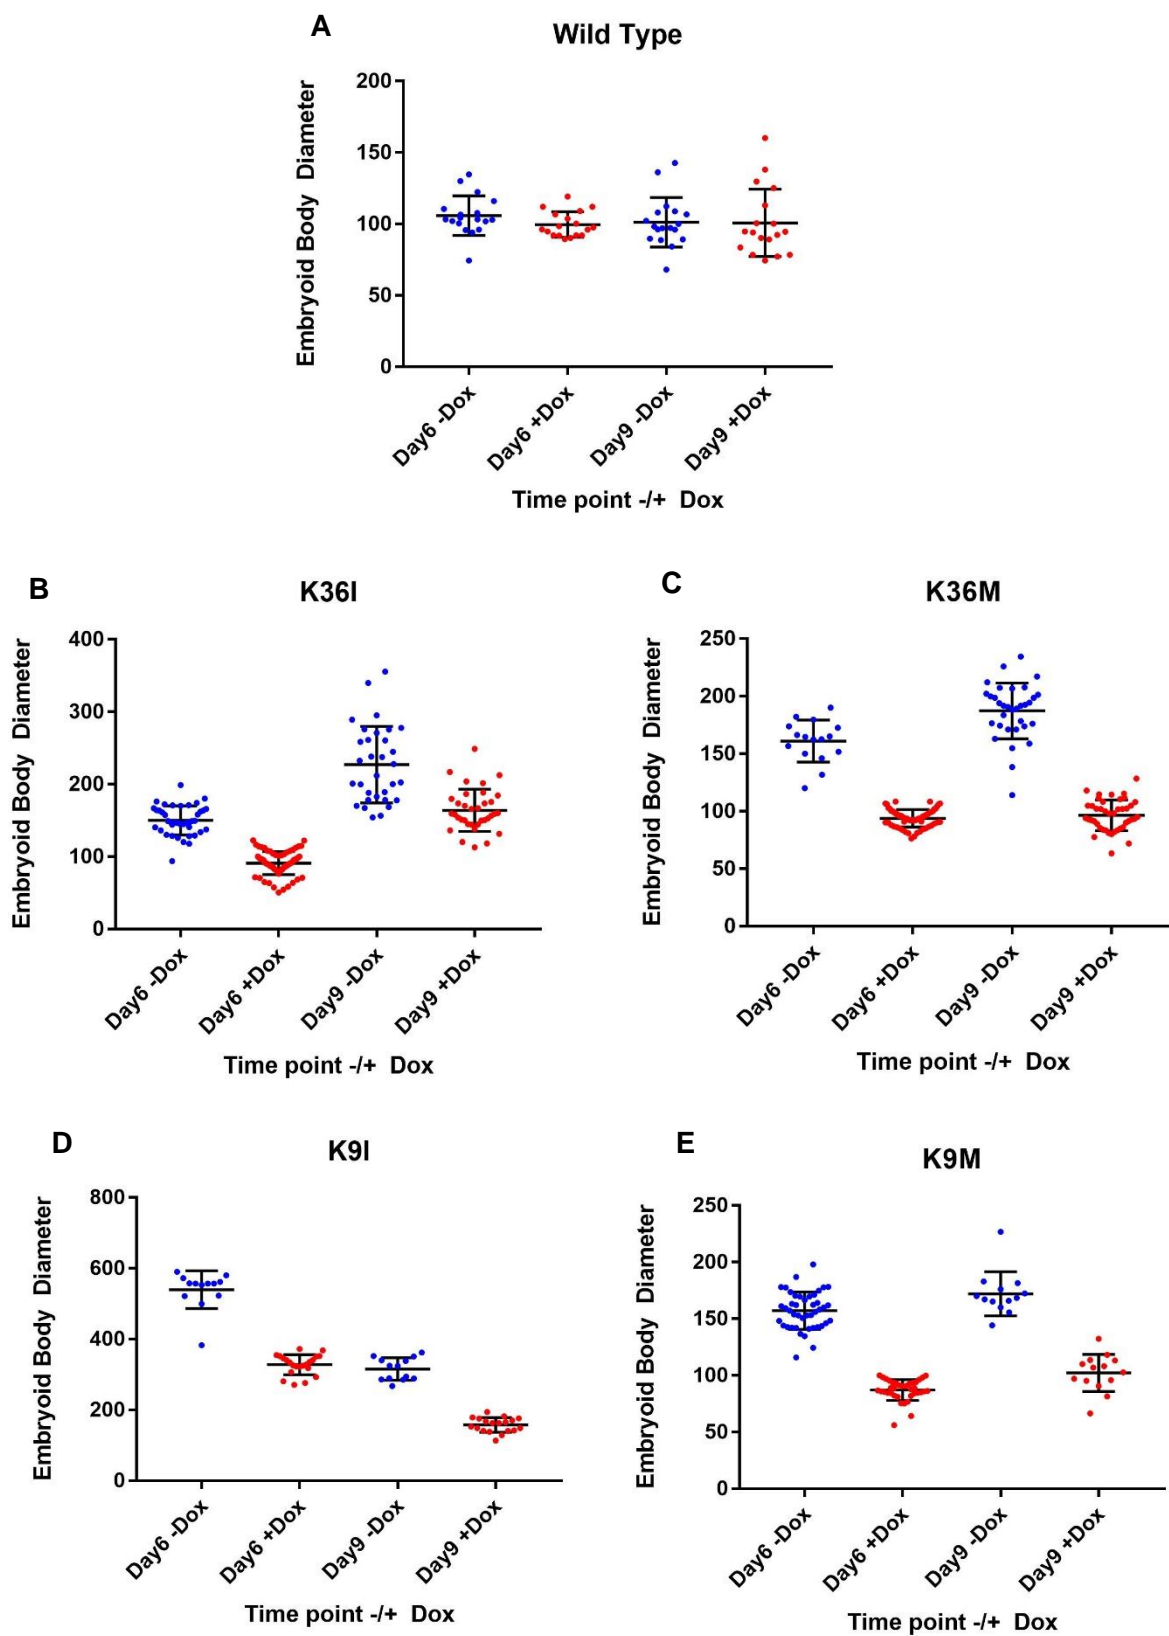 A
Wild Type
Embryoid Body Diameter
200
150
100
50
0
Day6 -Dox
Day6 +Dox
Day9 -Dox
Day9 +Dox
Time point -/+ Dox
B
K36I
Embryoid Body Diameter
400
300
200
100
0
Day6 -Dox
Day6 +Dox
Day9 -Dox
Day9 +Dox
Time point -/+ Dox
C
K36M
Embryoid Body Diameter
250
200
150
100
50
0
Day6 -Dox
Day6 +Dox
Day9 -Dox
Day9 +Dox
Time point -/+ Dox
D
K9I
Embryoid Body Diameter
800
600
400
200
0
Day6 -Dox
Day6 +Dox
Day9 -Dox
Day9 +Dox
Time point -/+ Dox
E
K9M
Embryoid Body Diameter
250
200
150
100
50
0
Day6 -Dox
Day6 +Dox
Day9 -Dox
Day9 +Dox
Time point -/+ Dox